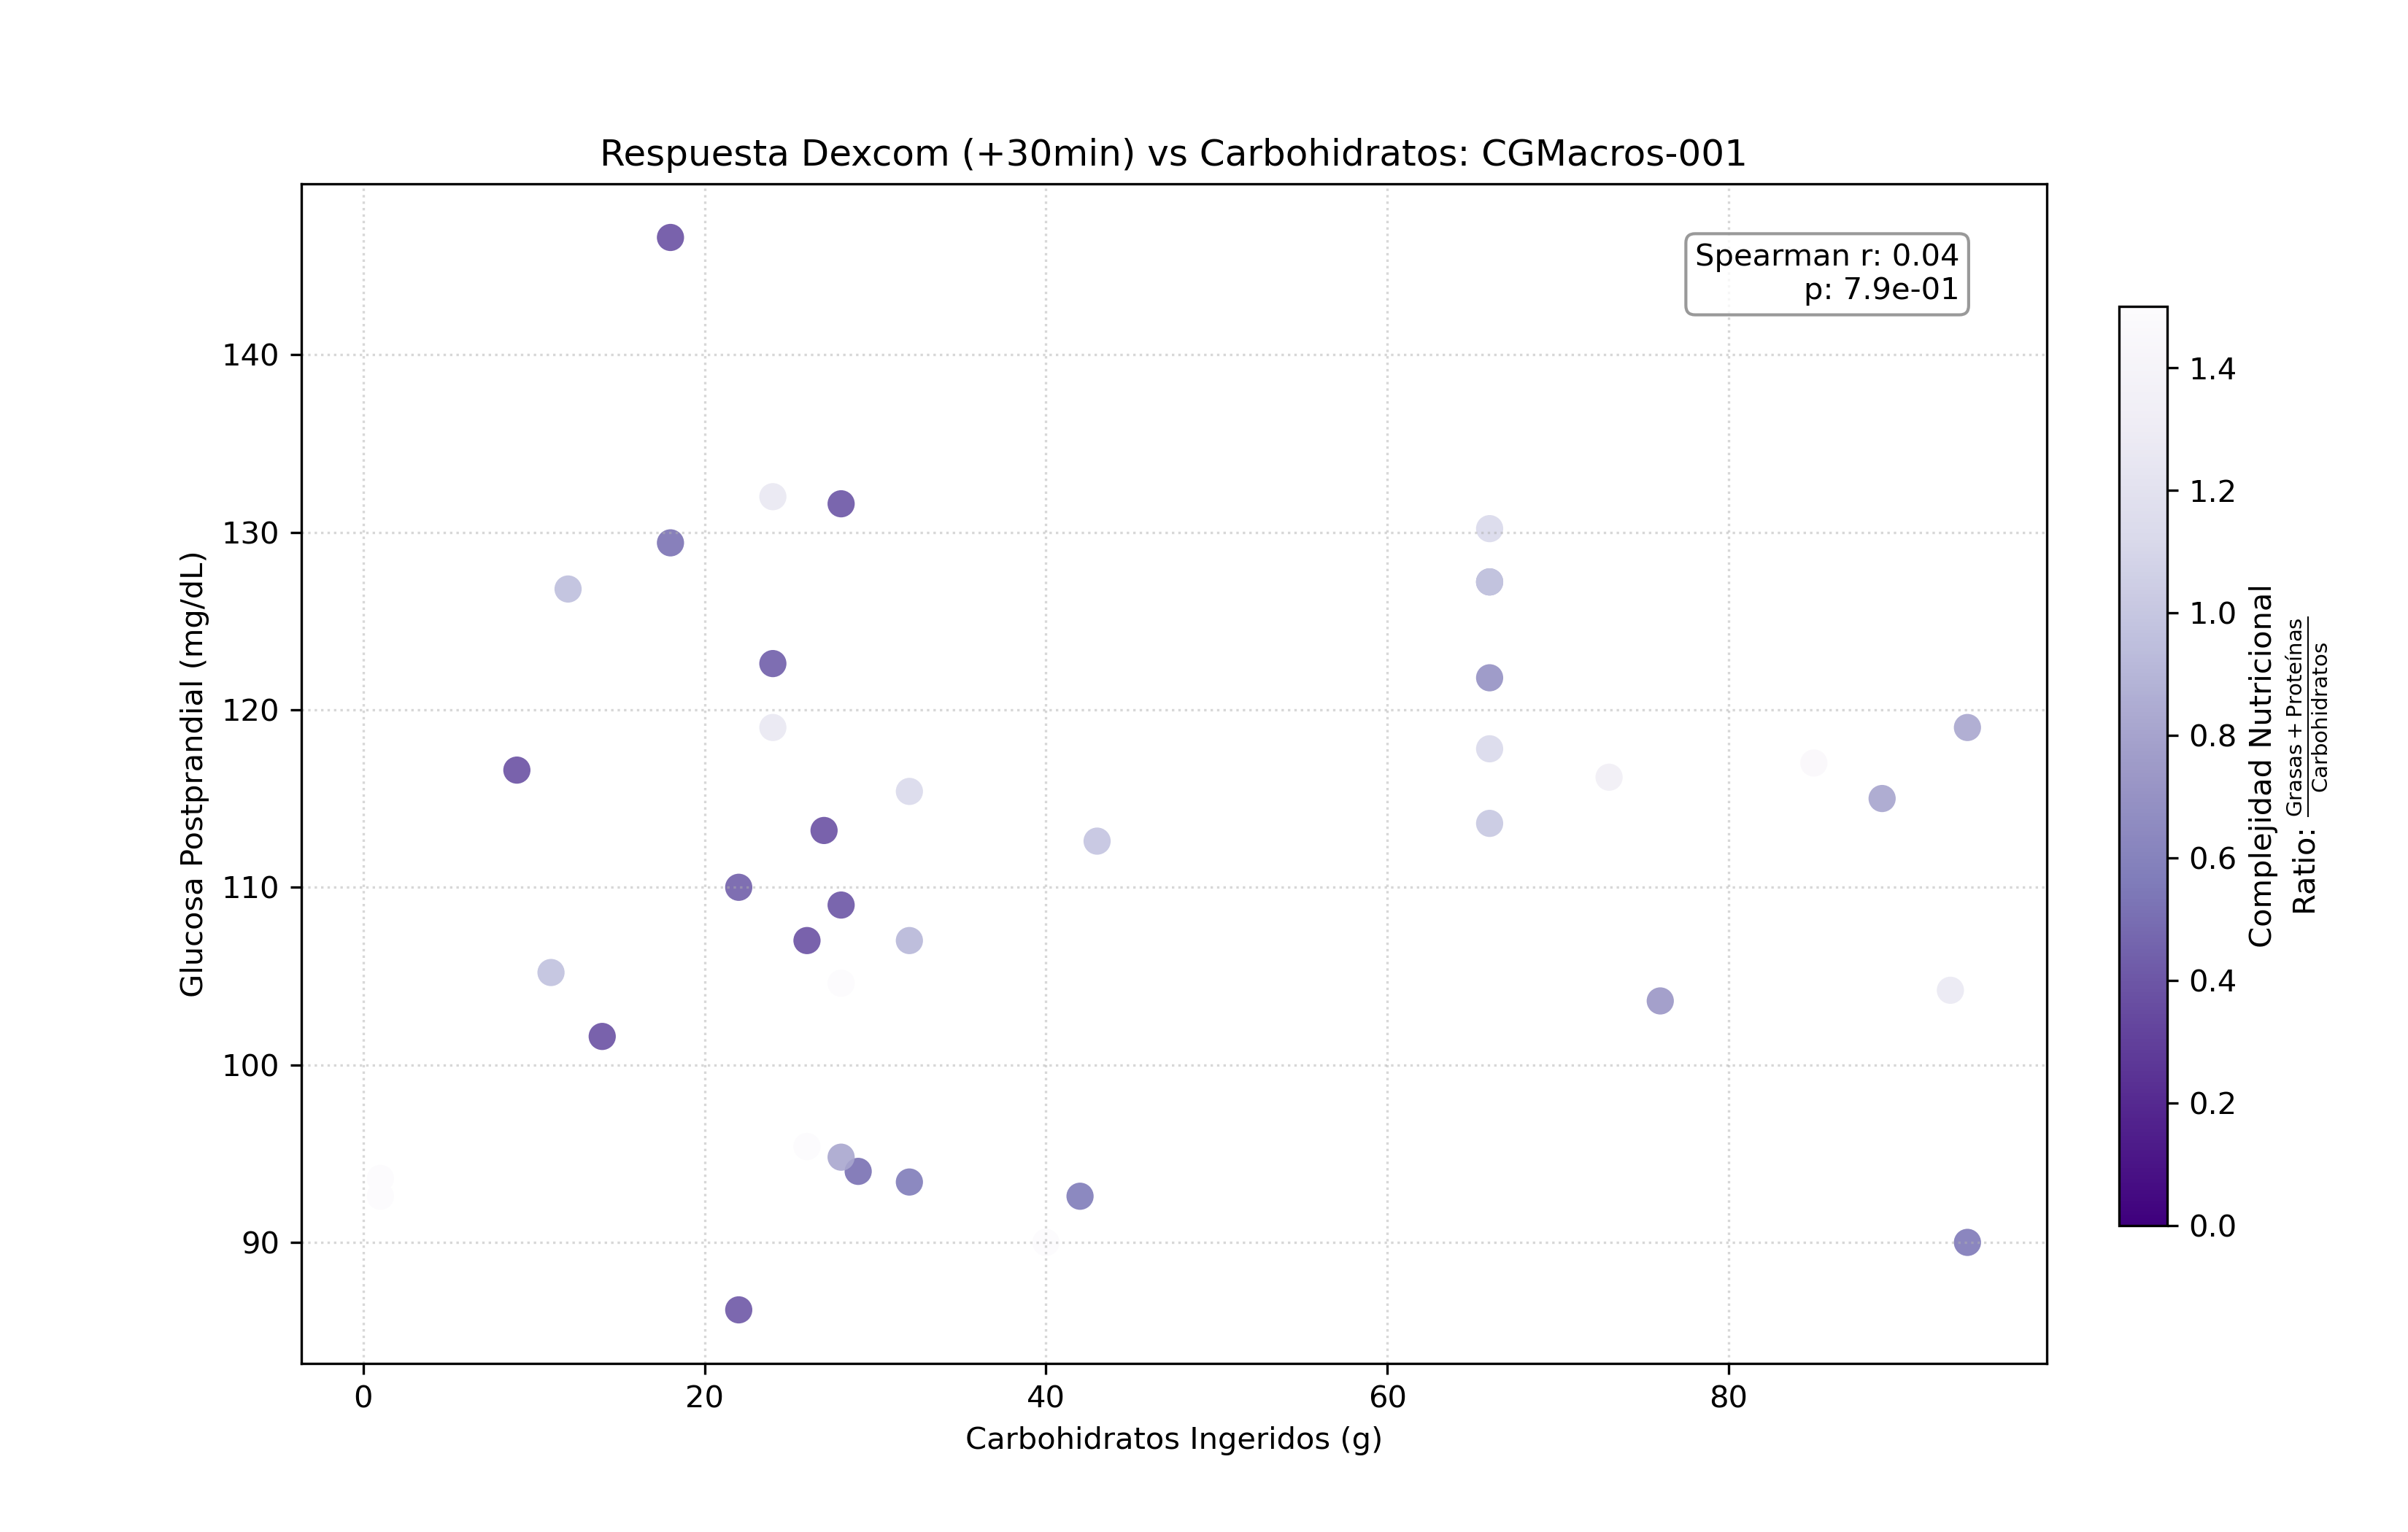 Respuesta Dexcom (+30min) vs Carbohidratos: CGMacros-001
Spearman r: 0.04
p: 7.9e-01
Glucosa Postprandial (mg/dL)
140
130
120
110
100
90
0
20
40
60
80
Carbohidratos Ingeridos (g)
1.4
1.2
1.0
0.8
0.6
0.4
0.2
0.0
Complejidad Nutricional
Ratio: Grasas + Proteínas
Carbohidratos